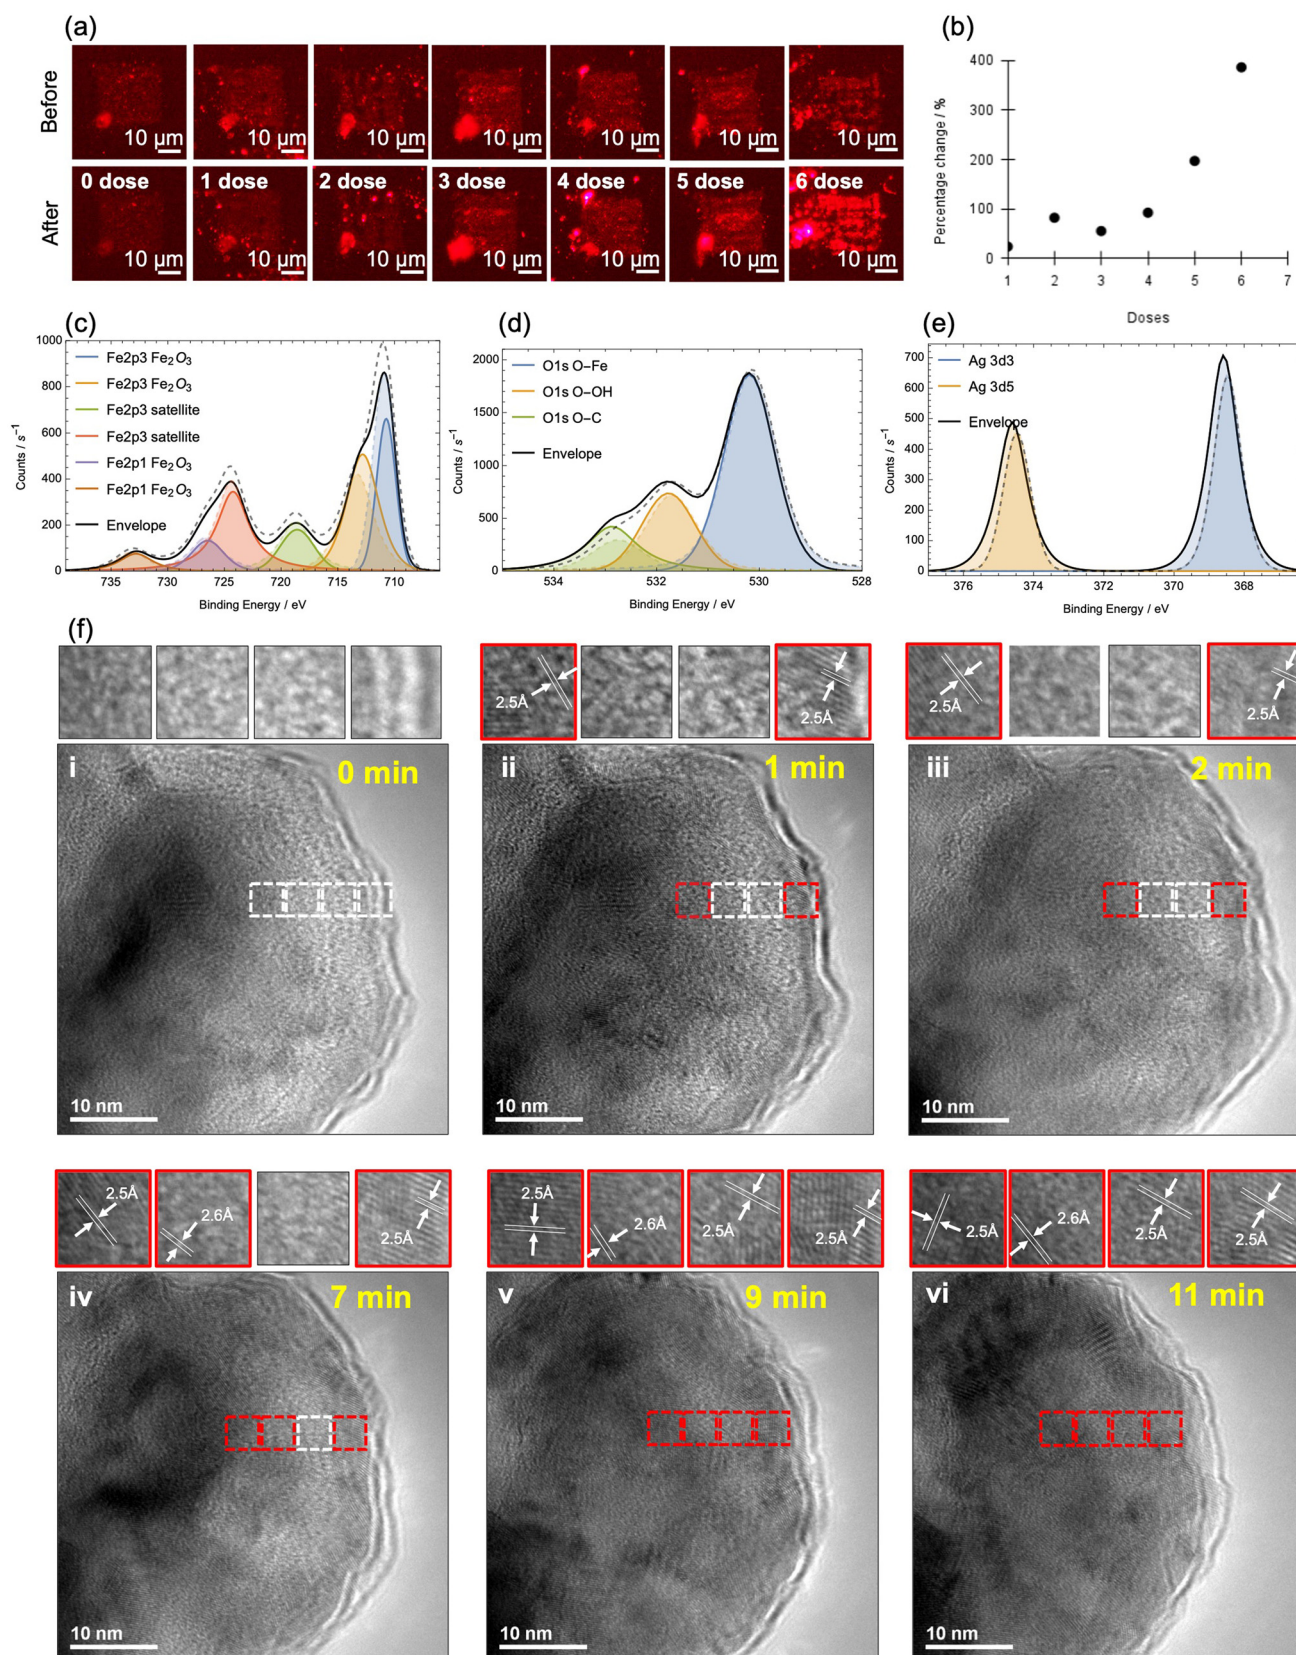 (a)
Before
10 µm 10 µm 10 µm 10 µm 10 µm 10 µm 10 µm
After
0 dose 1 dose 2 dose 3 dose 4 dose 5 dose 6 dose
10 µm 10 µm 10 µm 10 µm 10 µm 10 µm 10 µm
(b)
Percentage change / %
400
300
200
100
0
1 2 3 4 5 6 7
Doses
(c)
Counts / s⁻¹
1000
800
600
400
200
0
Fe2p3 Fe₂O₃
Fe2p3 Fe₂O₃
Fe2p3 satellite
Fe2p3 satellite
Fe2p1 Fe₂O₃
Fe2p1 Fe₂O₃
Envelope
735 730 725 720 715 710
Binding Energy / eV
(d)
Counts / s⁻¹
2000
1500
1000
500
0
O1s O–Fe
O1s O–OH
O1s O–C
Envelope
534 532 530 528
Binding Energy / eV
(e)
Counts / s⁻¹
700
600
500
400
300
200
100
0
Ag 3d3
Ag 3d5
Envelope
376 374 372 370 368
Binding Energy / eV
(f)
i
0 min
10 nm
2.5Å
2.5Å
ii
1 min
10 nm
2.5Å
2.5Å
iii
2 min
10 nm
2.5Å
2.6Å
2.5Å
iv
7 min
10 nm
2.5Å
2.6Å
2.5Å
2.5Å
v
9 min
10 nm
2.5Å
2.6Å
2.5Å
2.5Å
vi
11 min
10 nm